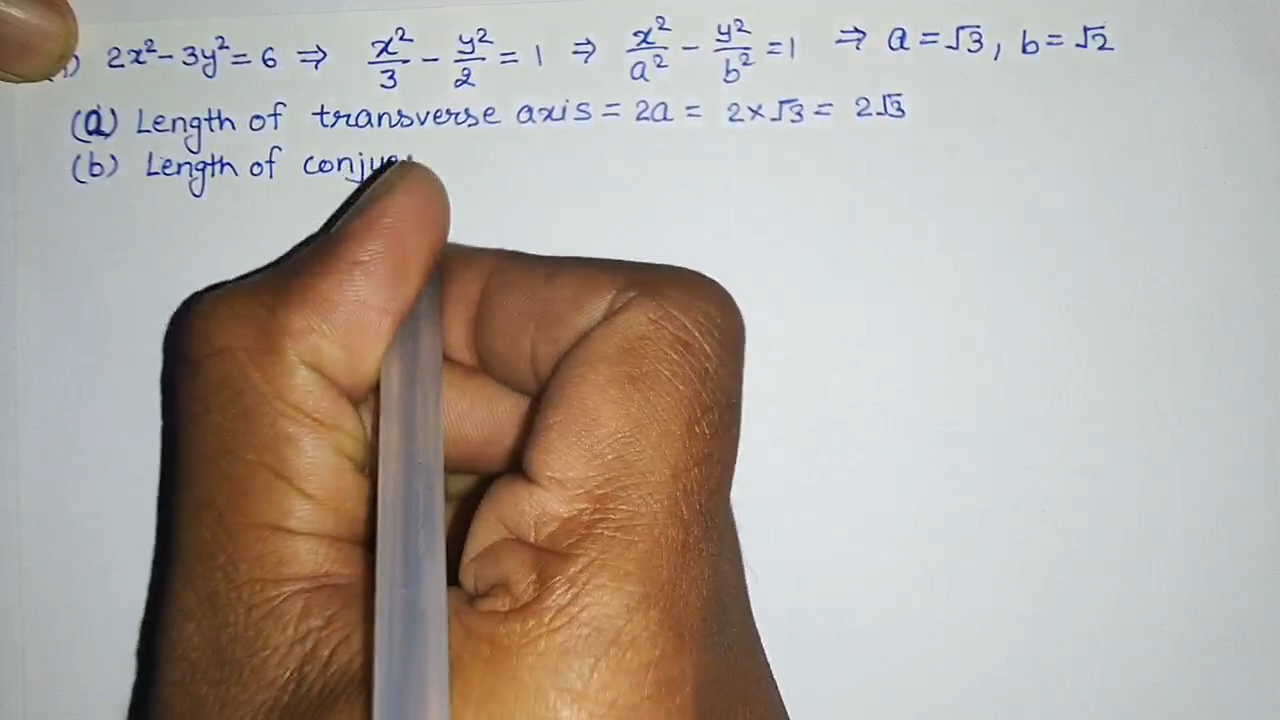 2x² - 3y² = 6 ⇒ x²/3 - y²/2 = 1 ⇒ x²/a² - y²/b² = 1 ⇒ a = √3, b = √2
(a) Length of transverse axis = 2a = 2×√3 = 2√3
(b) Length of